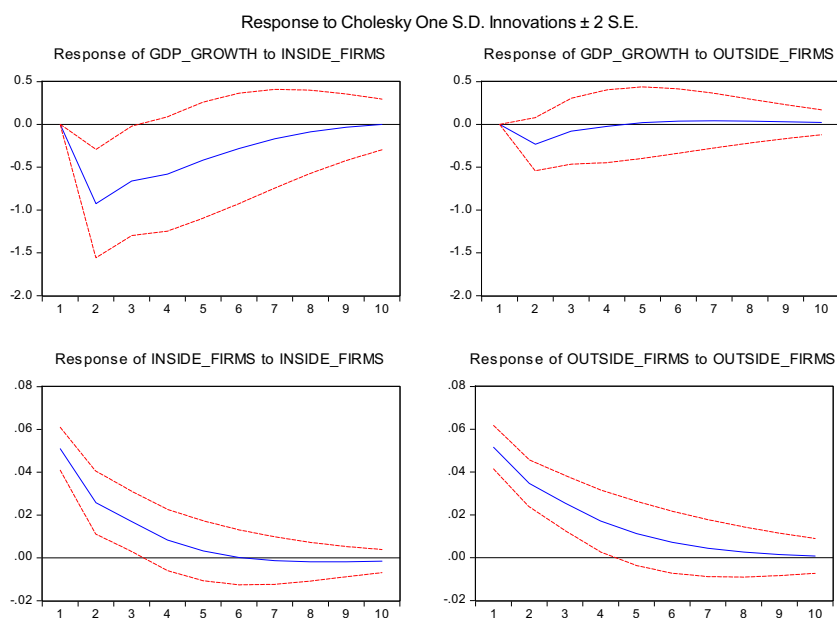 Response to Cholesky One S.D. Innovations ± 2 S.E.
Response of GDP_GROWTH to INSIDE_FIRMS
0.5
0.0
-0.5
-1.0
-1.5
-2.0
1 2 3 4 5 6 7 8 9 10
Response of GDP_GROWTH to OUTSIDE_FIRMS
0.5
0.0
-0.5
-1.0
-1.5
-2.0
1 2 3 4 5 6 7 8 9 10
Response of INSIDE_FIRMS to INSIDE_FIRMS
.08
.06
.04
.02
.00
-.02
1 2 3 4 5 6 7 8 9 10
Response of OUTSIDE_FIRMS to OUTSIDE_FIRMS
.08
.06
.04
.02
.00
-.02
1 2 3 4 5 6 7 8 9 10